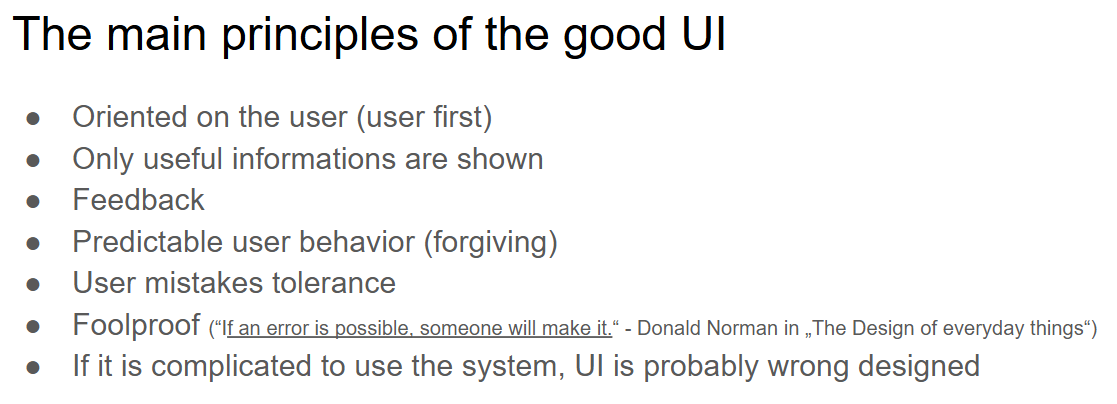 The main principles of the good UI
● Oriented on the user (user first)
● Only useful informations are shown
● Feedback
● Predictable user behavior (forgiving)
● User mistakes tolerance
● Foolproof (“If an error is possible, someone will make it.“ - Donald Norman in „The Design of everyday things“)
● If it is complicated to use the system, UI is probably wrong designed